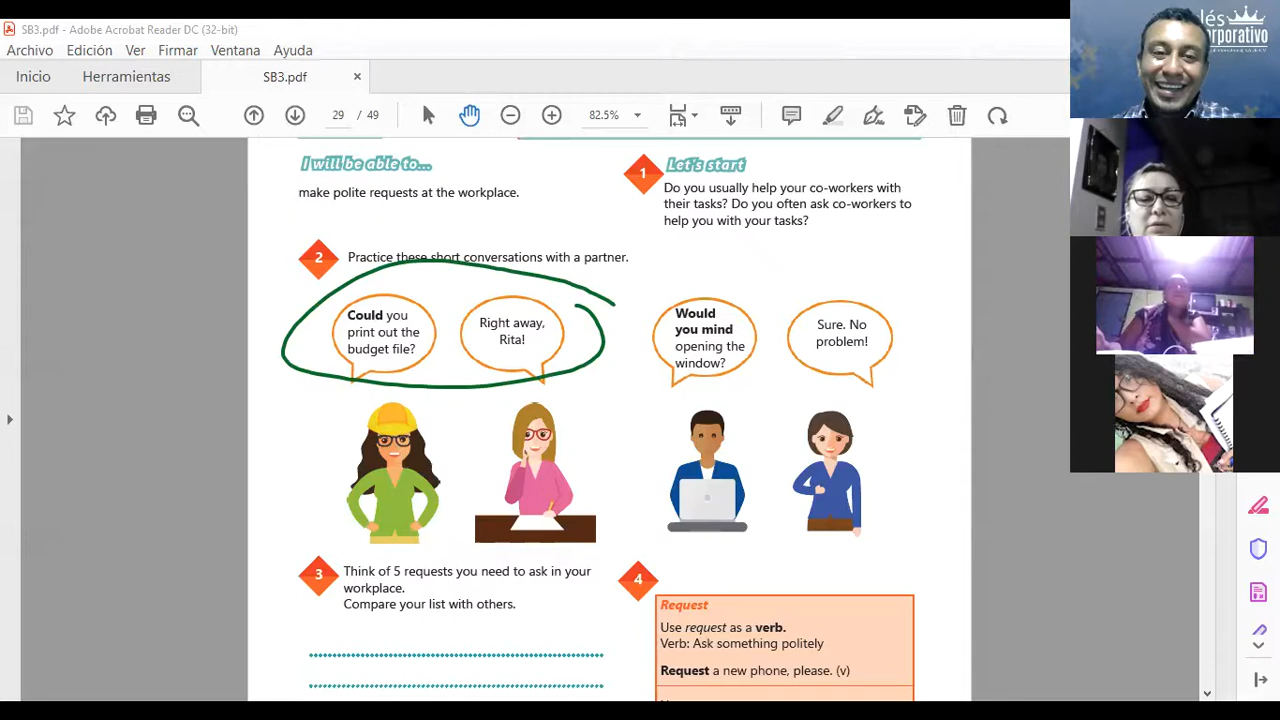 SB3.pdf - Adobe Acrobat Reader DC (32-bit)
Archivo Edición Ver Firmar Ventana Ayuda
Inicio Herramientas SB3.pdf ×
29 / 49 82.5%
I will be able to...
make polite requests at the workplace.
1 Let's start
Do you usually help your co-workers with
their tasks? Do you often ask co-workers to
help you with your tasks?
2 Practice these short conversations with a partner.
Could you
print out the
budget file?
Right away,
Rita!
Would
you mind
opening the
window?
Sure. No
problem!
3 Think of 5 requests you need to ask in your
workplace.
Compare your list with others.
4
Request
Use request as a verb.
Verb: Ask something politely
Request a new phone, please. (v)
lés
orporativo